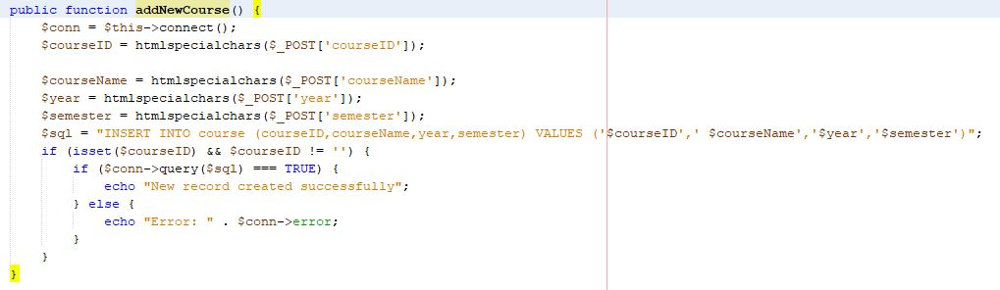 public function addNewCourse() {
$conn = $this->connect();
$courseID = htmlspecialchars($_POST['courseID']);
$courseName = htmlspecialchars($_POST['courseName']);
$year = htmlspecialchars($_POST['year']);
$semester = htmlspecialchars($_POST['semester']);
$sql = "INSERT INTO course (courseID,courseName,year,semester) VALUES ('$courseID',' $courseName','$year','$semester')";
if (isset($courseID) && $courseID != '') {
if ($conn->query($sql) === TRUE) {
echo "New record created successfully";
} else {
echo "Error: " . $conn->error;
}
}
}